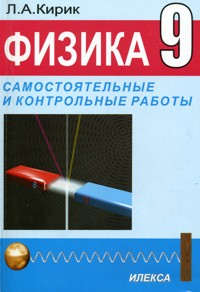 Л.А.Кирик
ФИЗИКА 9
САМОСТОЯТЕЛЬНЫЕ
И КОНТРОЛЬНЫЕ РАБОТЫ
S
ИЛЕКСА